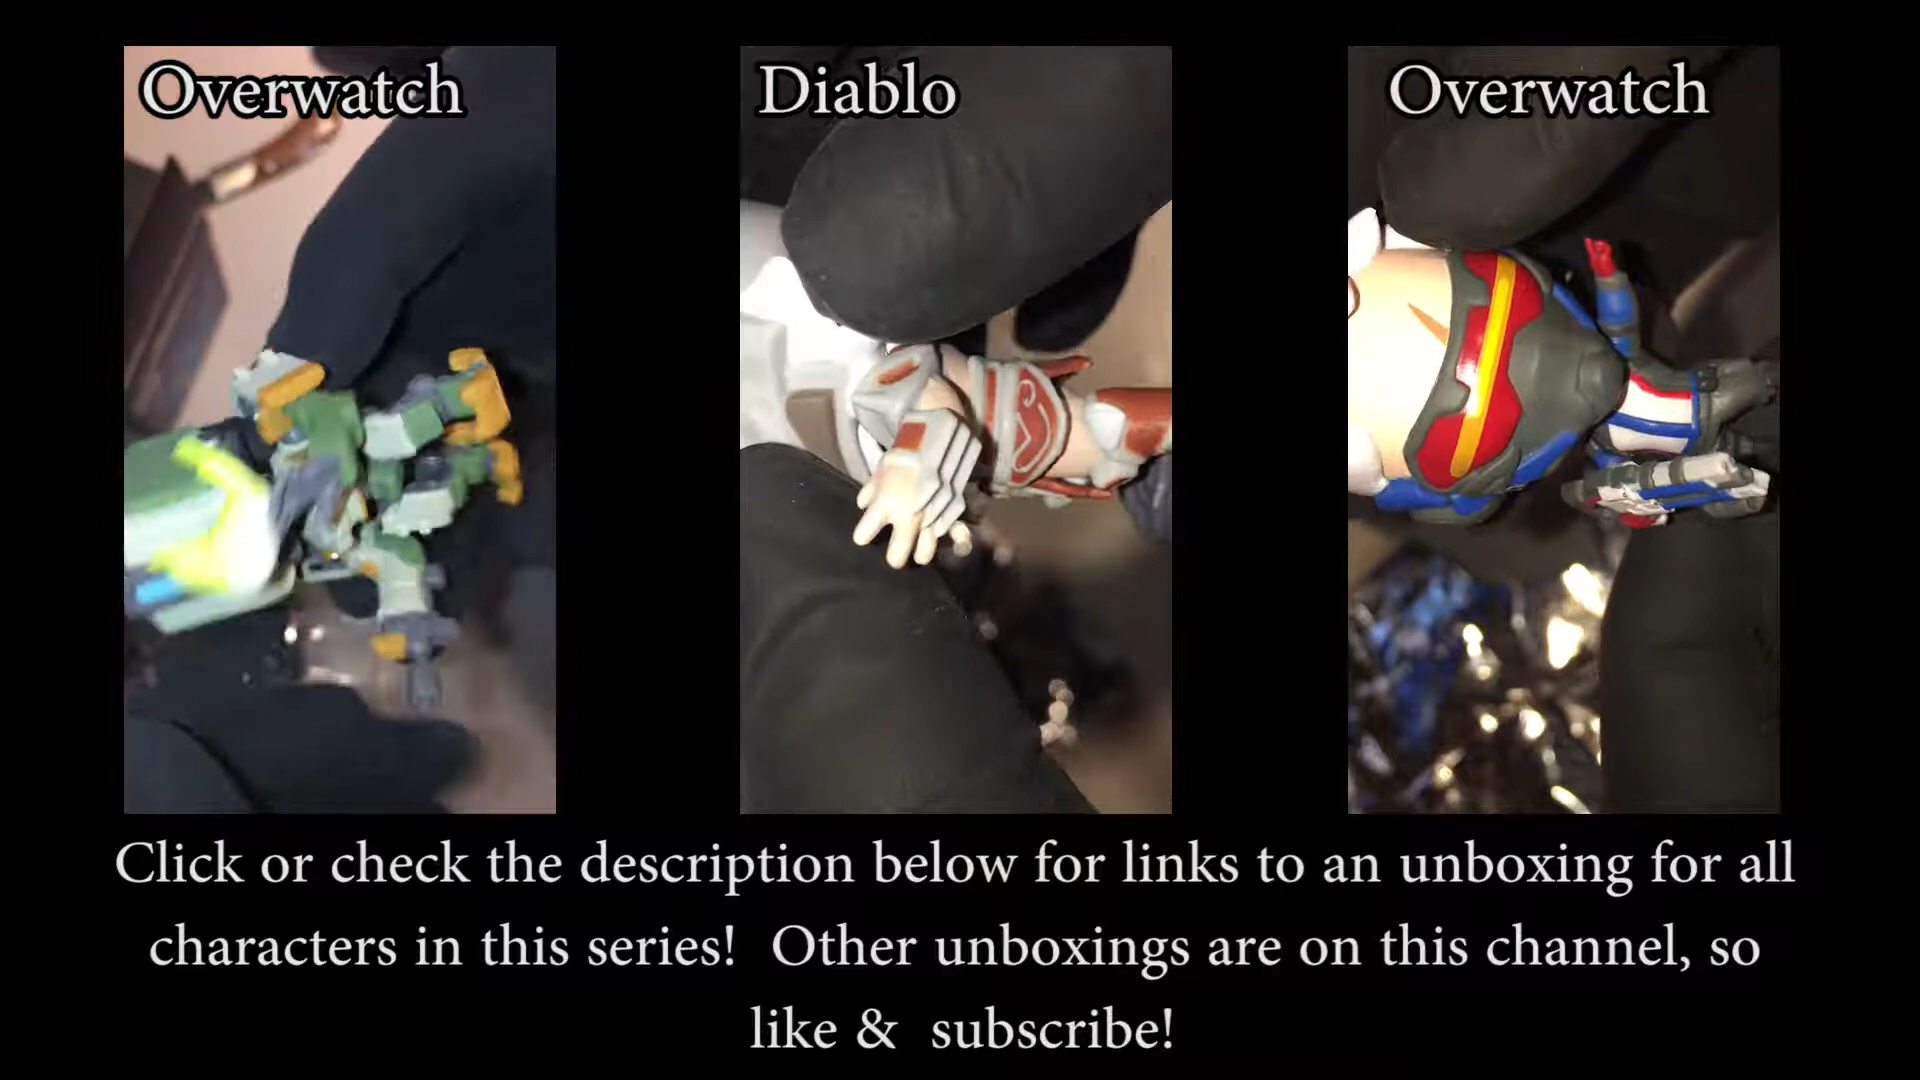 Overwatch
Diablo
Overwatch
Click or check the description below for links to an unboxing for all
characters in this series!  Other unboxings are on this channel, so
like &  subscribe!